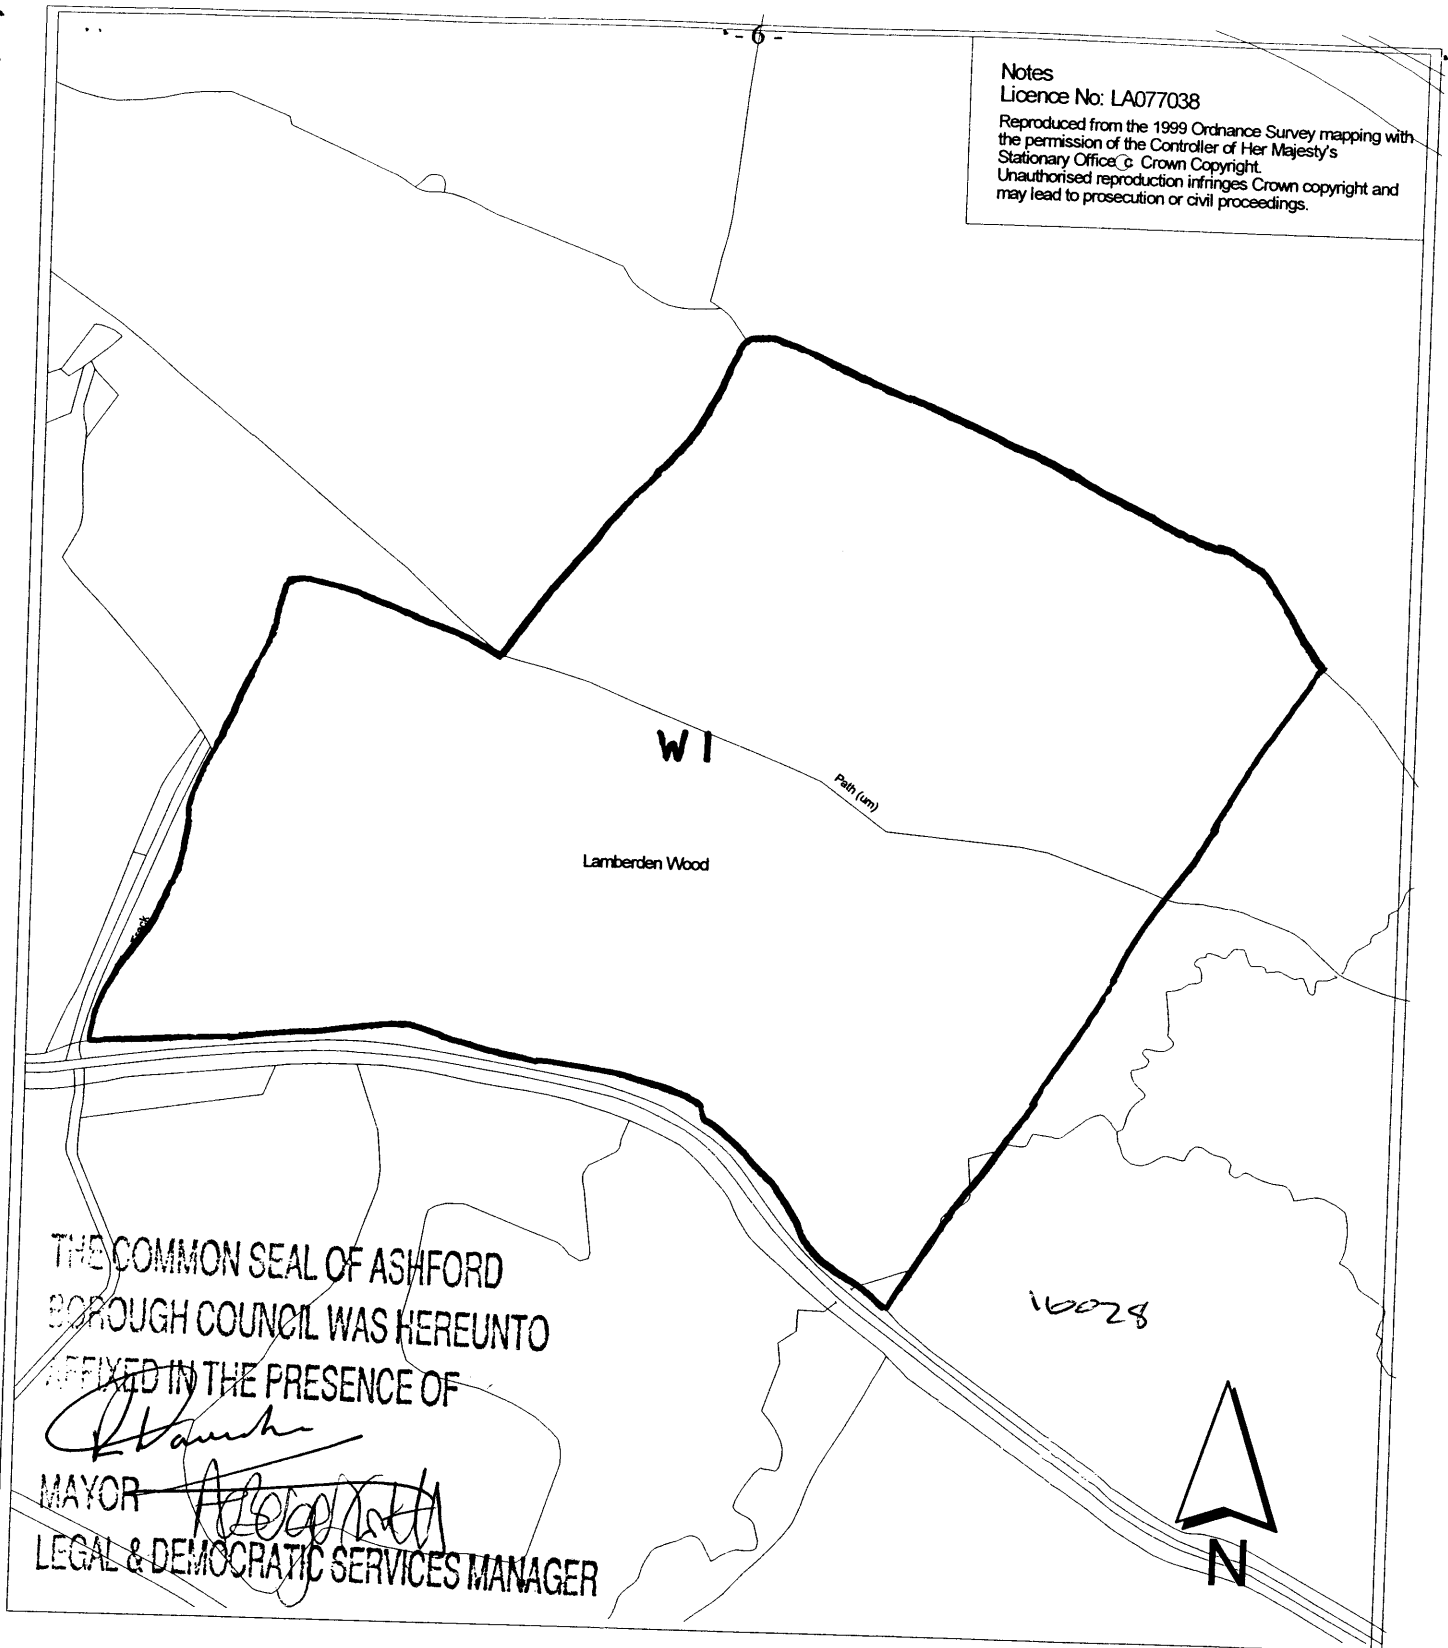 - 6 -
Notes
Licence No: LA077038
Reproduced from the 1999 Ordnance Survey mapping with
the permission of the Controller of Her Majesty's
Stationary Office c Crown Copyright.
Unauthorised reproduction infringes Crown copyright and
may lead to prosecution or civil proceedings.
W1
Path (um)
Lamberden Wood
Track
THE COMMON SEAL OF ASHFORD
BOROUGH COUNCIL WAS HEREUNTO
AFFIXED IN THE PRESENCE OF
MAYOR
LEGAL & DEMOCRATIC SERVICES MANAGER
16028
N